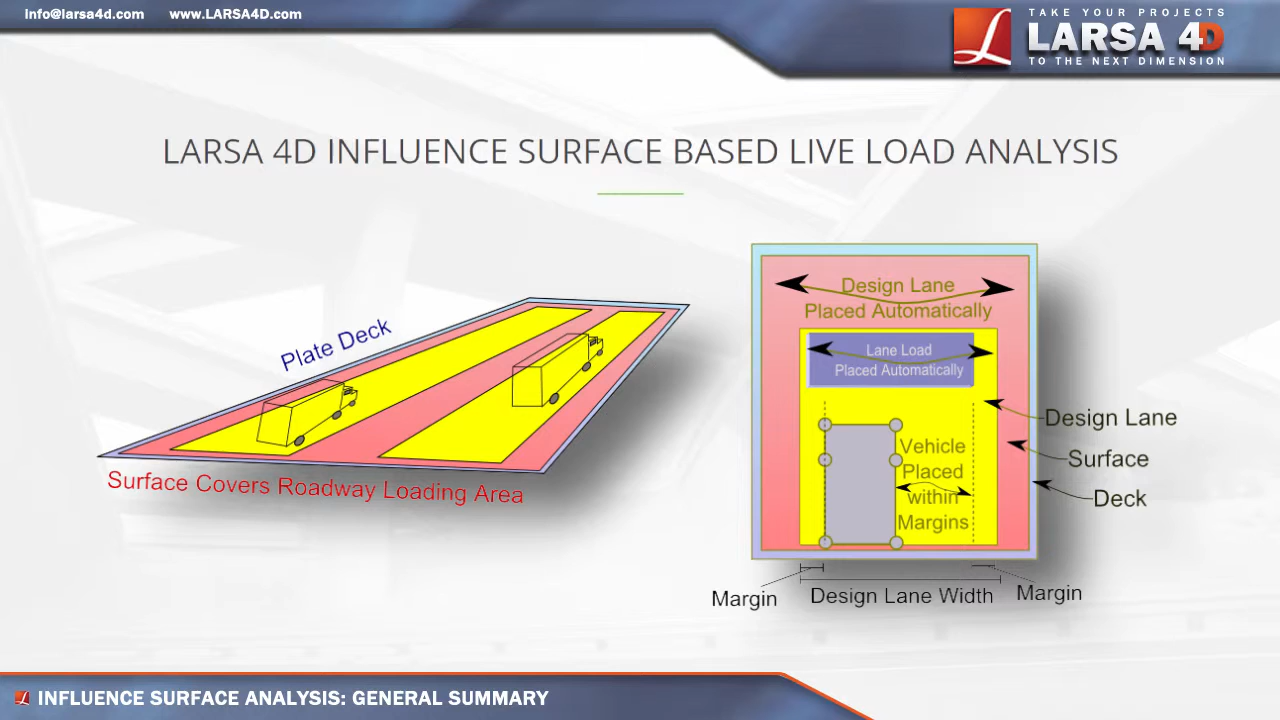 Info@larsa4d.com www.LARSA4D.com
TAKE YOUR PROJECTS
LARSA 4D
TO THE NEXT DIMENSION
LARSA 4D INFLUENCE SURFACE BASED LIVE LOAD ANALYSIS
Plate Deck
Surface Covers Roadway Loading Area
Design Lane
Placed Automatically
Lane Load
Placed Automatically
Vehicle
Placed
within
Margins
Design Lane
Surface
Deck
Margin
Design Lane Width
Margin
INFLUENCE SURFACE ANALYSIS: GENERAL SUMMARY